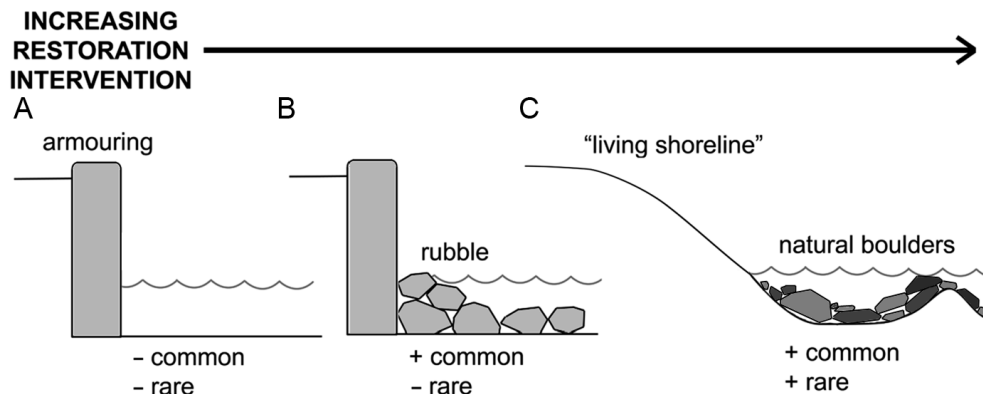 INCREASING
RESTORATION
INTERVENTION
A
armouring
– common
– rare
B
rubble
+ common
– rare
C
“living shoreline”
natural boulders
+ common
+ rare